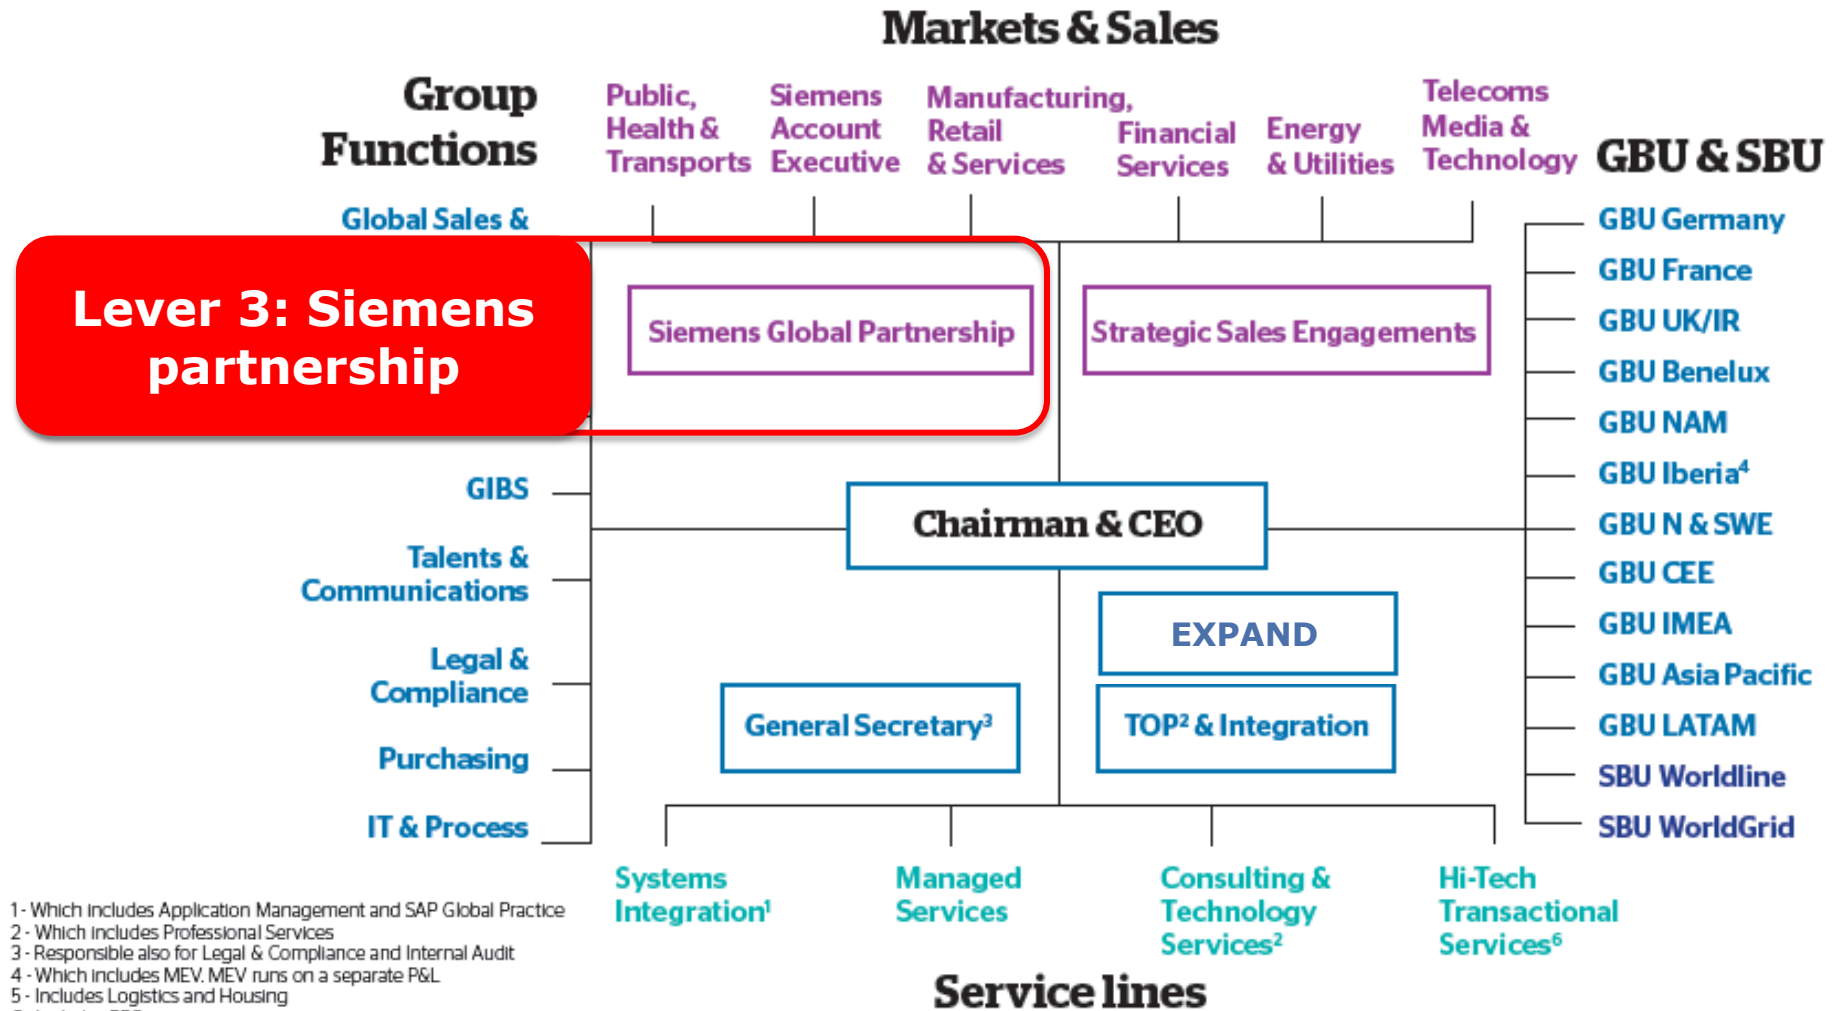 Markets & Sales
Group
Functions
Public,
Health &
Transports
Siemens
Account
Executive
Manufacturing,
Retail
& Services
Financial
Services
Energy
& Utilities
Telecoms
Media &
Technology
GBU & SBU
Global Sales &
Lever 3: Siemens
partnership
Siemens Global Partnership
Strategic Sales Engagements
GIBS
Talents &
Communications
Legal &
Compliance
Purchasing
IT & Process
Chairman & CEO
EXPAND
General Secretary³
TOP² & Integration
GBU Germany
GBU France
GBU UK/IR
GBU Benelux
GBU NAM
GBU Iberia⁴
GBU N & SWE
GBU CEE
GBU IMEA
GBU Asia Pacific
GBU LATAM
SBU Worldline
SBU WorldGrid
Systems
Integration¹
Managed
Services
Consulting &
Technology
Services²
Hi-Tech
Transactional
Services⁶
Service lines
1 - Which includes Application Management and SAP Global Practice
2 - Which includes Professional Services
3 - Responsible also for Legal & Compliance and Internal Audit
4 - Which includes MEV. MEV runs on a separate P&L
5 - Includes Logistics and Housing